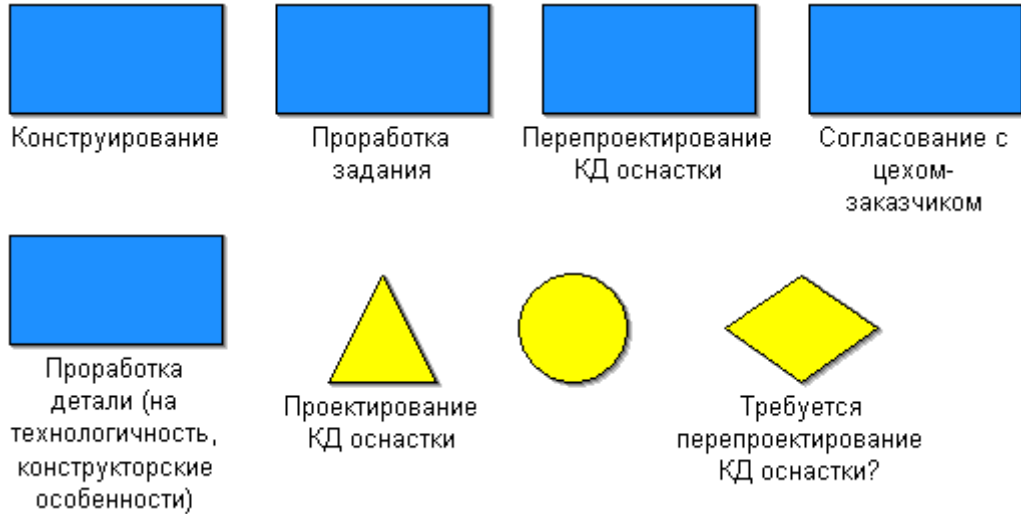 Конструирование
Проработка
задания
Перепроектирование
КД оснастки
Согласование с
цехом-
заказчиком
Проработка
детали (на
технологичность,
конструкторские
особенности)
Проектирование
КД оснастки
Требуется
перепроектирование
КД оснастки?